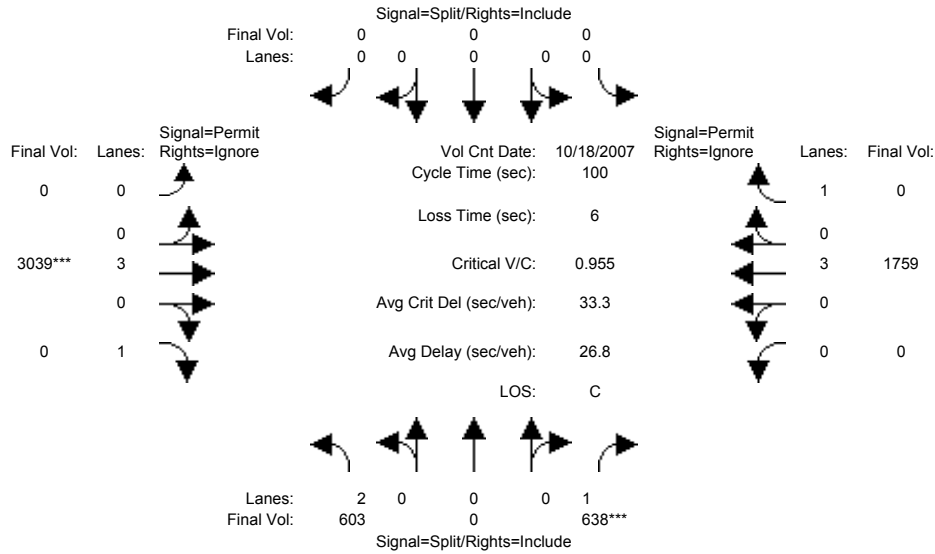 Signal=Split/Rights=Include
Final Vol: 0 0 0
Lanes: 0 0 0 0 0
Signal=Permit Signal=Permit
Final Vol: Lanes: Rights=Ignore Vol Cnt Date: 10/18/2007 Rights=Ignore Lanes: Final Vol:
Cycle Time (sec): 100
0 0 1 0
Loss Time (sec): 6
0 0
3039*** 3 Critical V/C: 0.955 3 1759
0 Avg Crit Del (sec/veh): 33.3 0
0 1 Avg Delay (sec/veh): 26.8 0 0
LOS: C
Lanes: 2 0 0 0 1
Final Vol: 603 0 638***
Signal=Split/Rights=Include